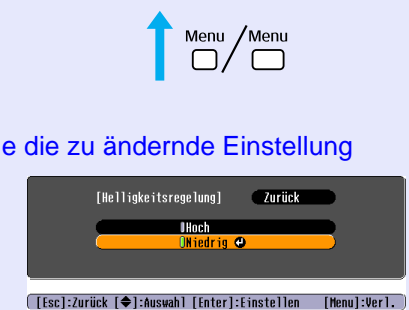 Menu / Menu
e die zu ändernde Einstellung
[Helligkeitsregelung] Zurück
Hoch
Niedrig
[Esc]:Zurück [◆]:Auswahl [Enter]:Einstellen [Menu]:Verl.